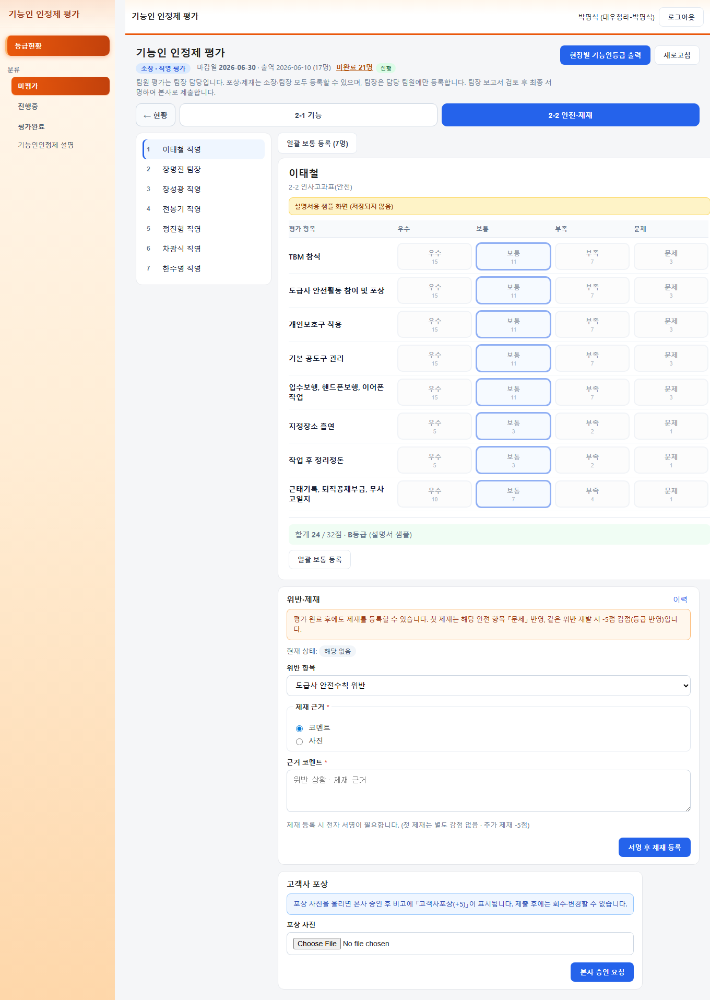 기능인 인정제 평가
등급현황
분류
미평가
진행중
평가완료
기능인인정제 설명
기능인 인정제 평가
박명식 (대우청라-박명식)
로그아웃
기능인 인정제 평가
현장별 기능인등급 출력
새로고침
소장 · 직영 평가 마감일 2026-06-30 · 출역 2026-06-10 (17명) 미완료 21명 진행
팀원 평가는 팀장 담당입니다. 포상·제재는 소장·팀장 모두 등록할 수 있으며, 팀장은 담당 팀원에만 등록합니다. 팀장 보고서 검토 후 최종 서
명하여 본사로 제출합니다.
← 현황
2-1 기능
2-2 안전·제재
1 이태철 직영
2 장명진 팀장
3 장성광 직영
4 전봉기 직영
5 정진형 직영
6 차광식 직영
7 한수영 직영
일괄 보통 등록 (7명)
이태철
2-2 인사고과표(안전)
설명서용 샘플 화면 (저장되지 않음)
평가 항목 우수 보통 부족 문제
TBM 참석
우수 보통 부족 문제
15 11 7 3
도급사 안전활동 참여 및 포상
우수 보통 부족 문제
15 11 7 3
개인보호구 착용
우수 보통 부족 문제
15 11 7 3
기본 공도구 관리
우수 보통 부족 문제
15 11 7 3
입수보행, 핸드폰보행, 이어폰
작업
우수 보통 부족 문제
15 11 7 3
지정장소 흡연
우수 보통 부족 문제
5 3 2 1
작업 후 정리정돈
우수 보통 부족 문제
5 3 2 1
근태기록, 퇴직공제부금, 무사
고일지
우수 보통 부족 문제
10 7 4 1
합계 24 / 32점 · B등급 (설명서 샘플)
일괄 보통 등록
위반·제재
이력
평가 완료 후에도 제재를 등록할 수 있습니다. 첫 제재는 해당 안전 항목 「문제」 반영, 같은 위반 재발 시 -5점 감점(등급 반영)입니
다.
현재 상태: 해당 없음
위반 항목
도급사 안전수칙 위반
제재 근거 *
코멘트
사진
근거 코멘트 *
위반 상황 · 제재 근거
제재 등록 시 전자 서명이 필요합니다. (첫 제재는 별도 감점 없음 · 추가 제재 -5점)
서명 후 제재 등록
고객사 포상
포상 사진을 올리면 본사 승인 후 비고에 「고객사포상(+5)」이 표시됩니다. 제출 후에는 회수·변경할 수 없습니다.
포상 사진
Choose File No file chosen
본사 승인 요청